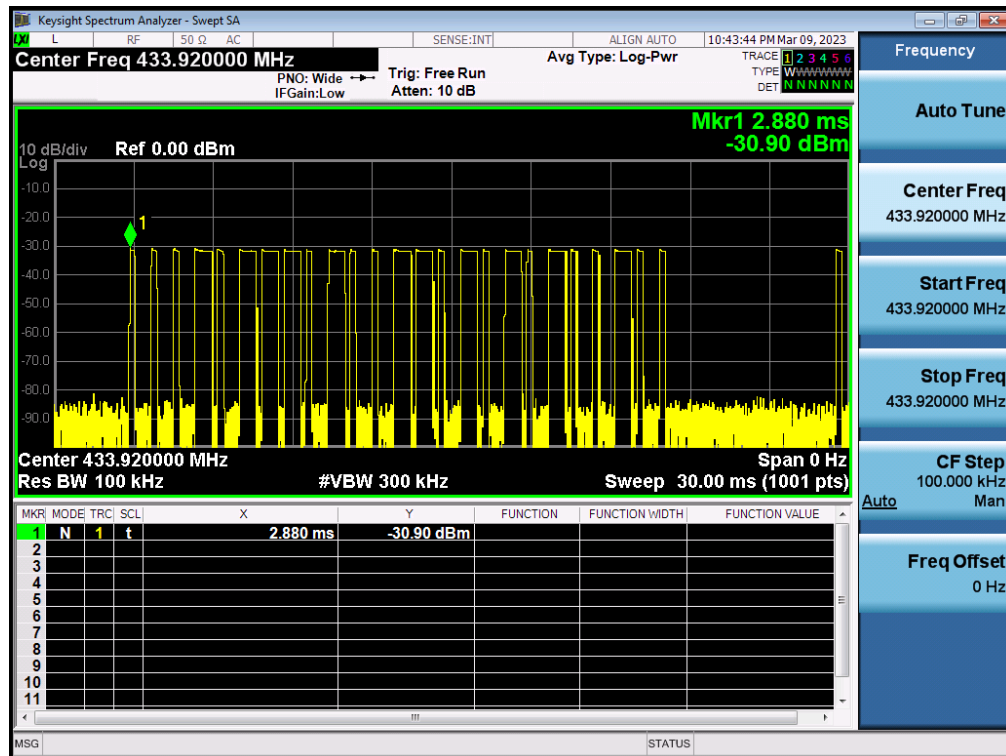 Keysight Spectrum Analyzer - Swept SA
LXI L RF 50 Ω AC SENSE:INT ALIGN AUTO 10:43:44 PM Mar 09, 2023
Center Freq 433.920000 MHz
PNO: Wide
IFGain:Low
Trig: Free Run
Atten: 10 dB
Avg Type: Log-Pwr
TRACE 1 2 3 4 5 6
TYPE W W W W W W
DET N N N N N N
Mkr1 2.880 ms
-30.90 dBm
10 dB/div Ref 0.00 dBm
Log
-10.0
-20.0
-30.0
-40.0
-50.0
-60.0
-70.0
-80.0
-90.0
1
Center 433.920000 MHz Span 0 Hz
Res BW 100 kHz #VBW 300 kHz Sweep 30.00 ms (1001 pts)
MKR MODE TRC SCL X Y FUNCTION FUNCTION WIDTH FUNCTION VALUE
1 N 1 t 2.880 ms -30.90 dBm
2
3
4
5
6
7
8
9
10
11
MSG STATUS
Frequency
Auto Tune
Center Freq
433.920000 MHz
Start Freq
433.920000 MHz
Stop Freq
433.920000 MHz
CF Step
100.000 kHz
Auto Man
Freq Offset
0 Hz